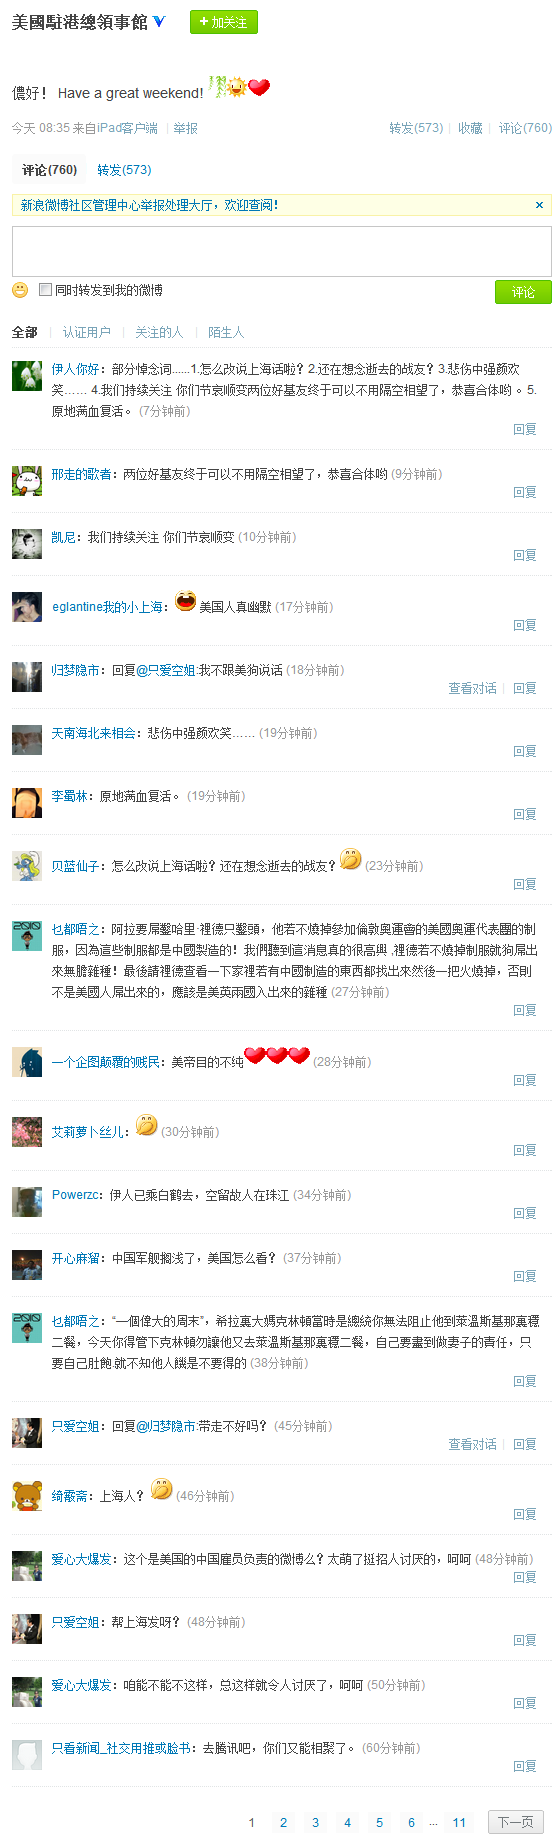 美國駐港總領事館
+ 加关注
儂好！ Have a great weekend!
今天 08:35 来自iPad客户端 | 举报
转发(573) | 收藏 | 评论(760)
评论(760) 转发(573)
新浪微博社区管理中心举报处理大厅，欢迎查阅！ ×
同时转发到我的微博
评论
全部 | 认证用户 | 关注的人 | 陌生人
伊人你好：部分悼念词......1.怎么改说上海话啦？2.还在想念逝去的战友？3.悲伤中强颜欢
笑…… 4.我们持续关注 你们节哀顺变两位好基友终于可以不用隔空相望了，恭喜合体哟 。5.
原地满血复活。 (7分钟前)
回复
邢走的歌者：两位好基友终于可以不用隔空相望了，恭喜合体哟 (9分钟前)
回复
凯尼：我们持续关注 你们节哀顺变 (10分钟前)
回复
eglantine我的小上海： 美国人真幽默 (17分钟前)
回复
归梦隐市：回复@只爱空姐:我不跟美狗说话 (18分钟前)
查看对话 | 回复
天南海北来相会：悲伤中强颜欢笑…… (19分钟前)
回复
李蜀林：原地满血复活。 (19分钟前)
回复
贝蓝仙子：怎么改说上海话啦？还在想念逝去的战友？ (23分钟前)
回复
乜都唔之：阿拉要屌鑿哈里·裡德只鑿頭，他若不燒掉參加倫敦奧運會的美國奧運代表團的制
服，因為這些制服都是中國製造的！我們聽到這消息真的很高興 ,裡德若不燒掉制服就狗屌出
來無膽雜種！最後請裡德查看一下家裡若有中國制造的東西都找出來然後一把火燒掉，否則
不是美國人屌出來的，應該是美英兩國入出來的雜種 (27分钟前)
回复
一个企图颠覆的贱民：美帝目的不纯 (28分钟前)
回复
艾莉萝卜丝儿： (30分钟前)
回复
Powerzc：伊人已乘白鹤去，空留故人在珠江 (34分钟前)
回复
开心麻溜：中国军舰搁浅了，美国怎么看？ (37分钟前)
回复
乜都唔之：“一個偉大的周末”，希拉裏大媽克林頓當時是總統你無法阻止他到萊溫斯基那裏穩
二餐，今天你得管下克林頓勿讓他又去萊溫斯基那裏穩二餐，自己要盡到做妻子的責任，只
要自己肚飽.就不知他人饑是不要得的 (38分钟前)
回复
只爱空姐：回复@归梦隐市:带走不好吗？ (45分钟前)
查看对话 | 回复
绮霰斋：上海人？ (46分钟前)
回复
爱心大爆发：这个是美国的中国雇员负责的微博么？太萌了挺招人讨厌的，呵呵 (48分钟前)
回复
只爱空姐：帮上海发呀？ (48分钟前)
回复
爱心大爆发：咱能不能不这样，总这样就令人讨厌了，呵呵 (50分钟前)
回复
只看新闻_社交用推或脸书：去腾讯吧，你们又能相聚了。 (60分钟前)
回复
1 2 3 4 5 6 ... 11 下一页